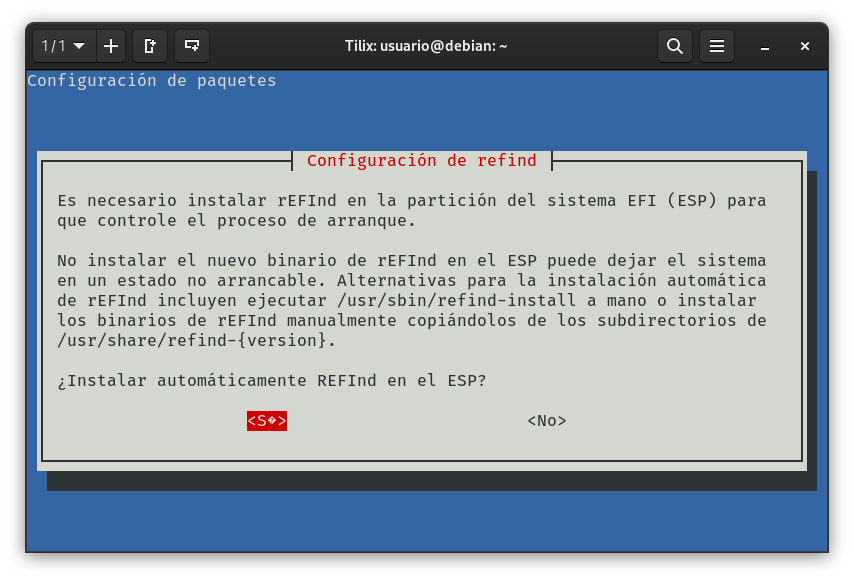 1/1
Tilix: usuario@debian: ~
Configuración de paquetes
Configuración de refind
Es necesario instalar rEFInd en la partición del sistema EFI (ESP) para
que controle el proceso de arranque.
No instalar el nuevo binario de rEFInd en el ESP puede dejar el sistema
en un estado no arrancable. Alternativas para la instalación automática
de rEFInd incluyen ejecutar /usr/sbin/refind-install a mano o instalar
los binarios de rEFInd manualmente copiándolos de los subdirectorios de
/usr/share/refind-{version}.
¿Instalar automáticamente REFInd en el ESP?
<S�> <No>